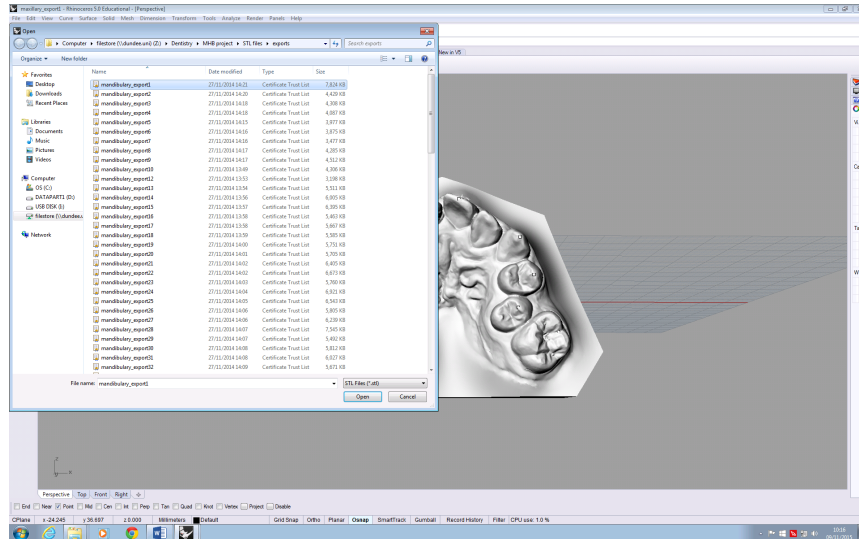 maxillary_export1 - Rhinoceros 5.0 Educational - [Perspective]
File Edit View Curve Surface Solid Mesh Dimension Transform Tools Analyze Render Panels Help
Open
Computer filestore (\\dundee.uni) (Z:) Dentistry MHB project STL files exports Search exports
New in V5
Organize New folder
Name Date modified Type Size
Favorites
Desktop
Downloads
Recent Places
Libraries
Documents
Music
Pictures
Videos
Computer
OS (C:)
DATAPART1 (D:)
USB DISK (I:)
filestore (\\dundee.u
Network
mandibulary_export1 27/11/2014 14:21 Certificate Trust List 7,824 KB
mandibulary_export2 27/11/2014 14:20 Certificate Trust List 4,429 KB
mandibulary_export3 27/11/2014 14:18 Certificate Trust List 4,308 KB
mandibulary_export4 27/11/2014 14:18 Certificate Trust List 4,087 KB
mandibulary_export5 27/11/2014 14:15 Certificate Trust List 3,977 KB
mandibulary_export6 27/11/2014 14:16 Certificate Trust List 3,875 KB
mandibulary_export7 27/11/2014 14:16 Certificate Trust List 3,477 KB
mandibulary_export8 27/11/2014 14:17 Certificate Trust List 4,285 KB
mandibulary_export9 27/11/2014 14:17 Certificate Trust List 4,512 KB
mandibulary_export10 27/11/2014 13:49 Certificate Trust List 4,306 KB
mandibulary_export12 27/11/2014 13:53 Certificate Trust List 3,198 KB
mandibulary_export13 27/11/2014 13:54 Certificate Trust List 5,511 KB
mandibulary_export14 27/11/2014 13:56 Certificate Trust List 6,005 KB
mandibulary_export15 27/11/2014 13:57 Certificate Trust List 6,395 KB
mandibulary_export16 27/11/2014 13:58 Certificate Trust List 5,463 KB
mandibulary_export17 27/11/2014 13:58 Certificate Trust List 5,667 KB
mandibulary_export18 27/11/2014 13:59 Certificate Trust List 5,585 KB
mandibulary_export19 27/11/2014 14:00 Certificate Trust List 5,731 KB
mandibulary_export20 27/11/2014 14:01 Certificate Trust List 5,705 KB
mandibulary_export21 27/11/2014 14:02 Certificate Trust List 6,405 KB
mandibulary_export22 27/11/2014 14:02 Certificate Trust List 6,673 KB
mandibulary_export23 27/11/2014 14:03 Certificate Trust List 5,760 KB
mandibulary_export24 27/11/2014 14:04 Certificate Trust List 6,921 KB
mandibulary_export25 27/11/2014 14:05 Certificate Trust List 6,543 KB
mandibulary_export26 27/11/2014 14:06 Certificate Trust List 5,805 KB
mandibulary_export27 27/11/2014 14:06 Certificate Trust List 6,239 KB
mandibulary_export28 27/11/2014 14:07 Certificate Trust List 7,545 KB
mandibulary_export29 27/11/2014 14:07 Certificate Trust List 5,492 KB
mandibulary_export30 27/11/2014 14:08 Certificate Trust List 5,812 KB
mandibulary_export31 27/11/2014 14:08 Certificate Trust List 6,027 KB
mandibulary_export32 27/11/2014 14:09 Certificate Trust List 5,671 KB
File name: mandibulary_export1 STL Files (*.stl)
Open Cancel
z
y x
Perspective Top Front Right
End Near Point Mid Cen Int Perp Tan Quad Knot Vertex Project Disable
CPlane x -24.245 y 36.697 z 0.000 Millimeters Default Grid Snap Ortho Planar Osnap SmartTrack Gumball Record History Filter CPU use: 1.0 %
10:16
09/11/2015